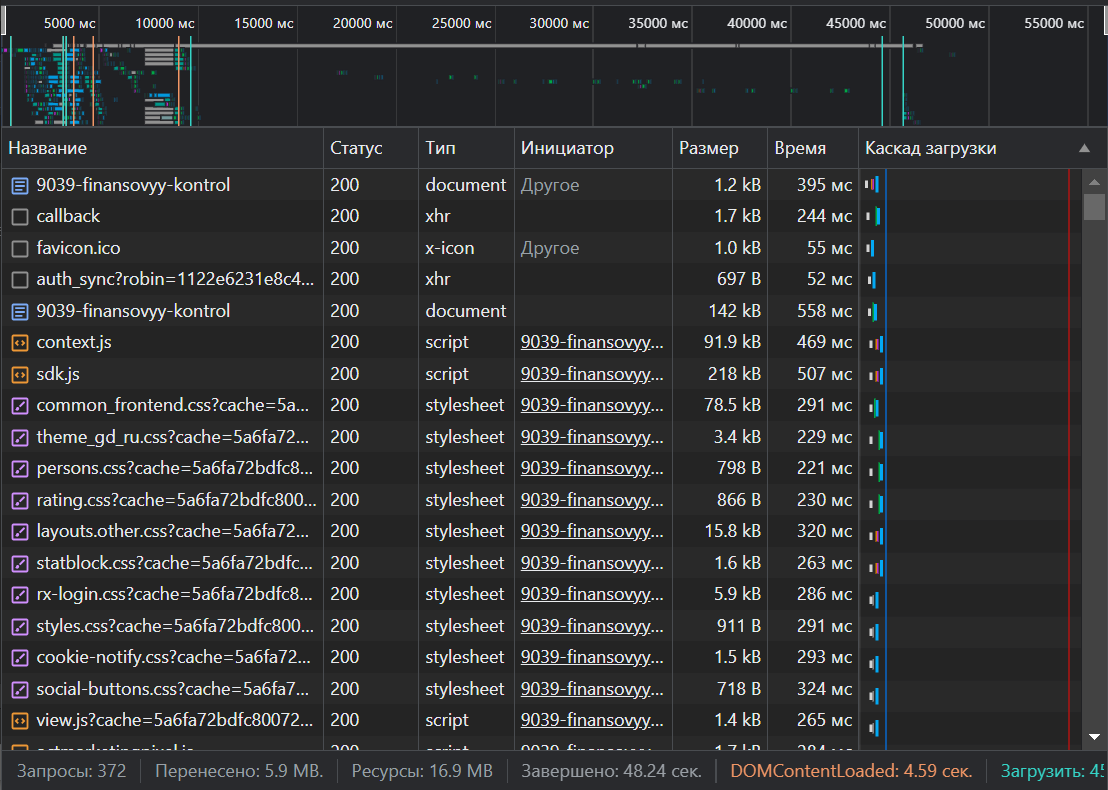 5000 мс 10000 мс 15000 мс 20000 мс 25000 мс 30000 мс 35000 мс 40000 мс 45000 мс 50000 мс 55000 мс
Название Статус Тип Инициатор Размер Время Каскад загрузки
9039-finansovyy-kontrol 200 document Другое 1.2 kB 395 мс
callback 200 xhr 1.7 kB 244 мс
favicon.ico 200 x-icon Другое 1.0 kB 55 мс
auth_sync?robin=1122e6231e8c4... 200 xhr 697 B 52 мс
9039-finansovyy-kontrol 200 document 142 kB 558 мс
context.js 200 script 9039-finansovyy... 91.9 kB 469 мс
sdk.js 200 script 9039-finansovyy... 218 kB 507 мс
common_frontend.css?cache=5a... 200 stylesheet 9039-finansovyy... 78.5 kB 291 мс
theme_gd_ru.css?cache=5a6fa72... 200 stylesheet 9039-finansovyy... 3.4 kB 229 мс
persons.css?cache=5a6fa72bdfc8... 200 stylesheet 9039-finansovyy... 798 B 221 мс
rating.css?cache=5a6fa72bdfc800... 200 stylesheet 9039-finansovyy... 866 B 230 мс
layouts.other.css?cache=5a6fa72... 200 stylesheet 9039-finansovyy... 15.8 kB 320 мс
statblock.css?cache=5a6fa72bdfc... 200 stylesheet 9039-finansovyy... 1.6 kB 263 мс
rx-login.css?cache=5a6fa72bdfc8... 200 stylesheet 9039-finansovyy... 5.9 kB 286 мс
styles.css?cache=5a6fa72bdfc800... 200 stylesheet 9039-finansovyy... 911 B 291 мс
cookie-notify.css?cache=5a6fa72... 200 stylesheet 9039-finansovyy... 1.5 kB 293 мс
social-buttons.css?cache=5a6fa7... 200 stylesheet 9039-finansovyy... 718 B 324 мс
view.js?cache=5a6fa72bdfc80072... 200 script 9039-finansovyy... 1.4 kB 265 мс
200 script 9039-finansovyy... 1.7 kB 284 мс
Запросы: 372 Перенесено: 5.9 MB. Ресурсы: 16.9 MB Завершено: 48.24 сек. DOMContentLoaded: 4.59 сек. Загрузить: 45